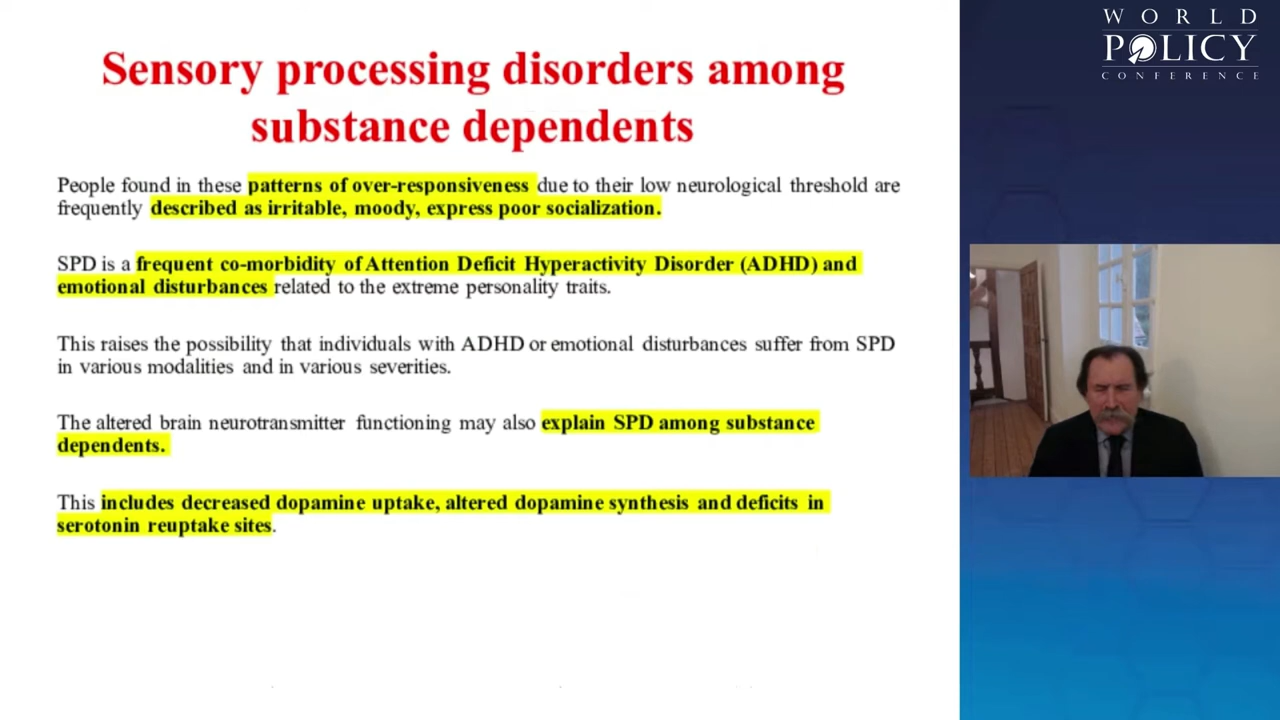 Sensory processing disorders among
substance dependents
People found in these patterns of over-responsiveness due to their low neurological threshold are
frequently described as irritable, moody, express poor socialization.
SPD is a frequent co-morbidity of Attention Deficit Hyperactivity Disorder (ADHD) and
emotional disturbances related to the extreme personality traits.
This raises the possibility that individuals with ADHD or emotional disturbances suffer from SPD
in various modalities and in various severities.
The altered brain neurotransmitter functioning may also explain SPD among substance
dependents.
This includes decreased dopamine uptake, altered dopamine synthesis and deficits in
serotonin reuptake sites.
WORLD
POLICY
CONFERENCE